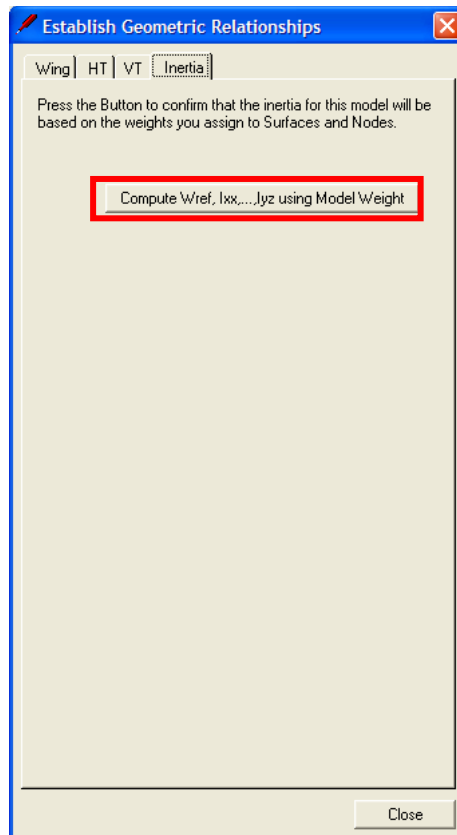 Establish Geometric Relationships
Wing HT VT Inertia
Press the Button to confirm that the inertia for this model will be
based on the weights you assign to Surfaces and Nodes.
Compute Wref, Ixx,...,Iyz using Model Weight
Close